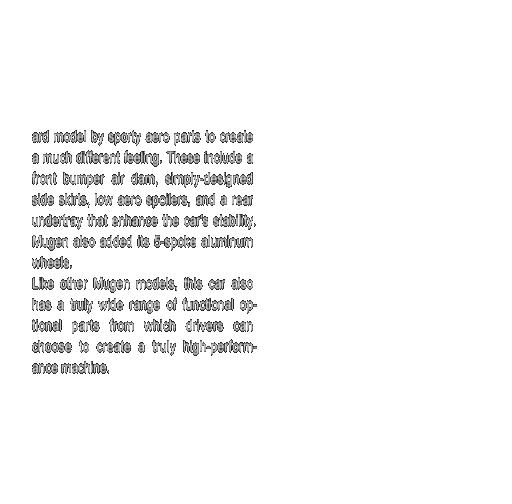 ard model by sporty aero parts to create
a much different feeling. These include a
front bumper air dam, simply-designed
side skirts, low aero spoilers, and a rear
undertray that enhance the car's stability.
Mugen also added its 5-spoke aluminum
wheels.
Like other Mugen models, this car also
has a truly wide range of functional op-
tional parts from which drivers can
choose to create a truly high-perform-
ance machine.